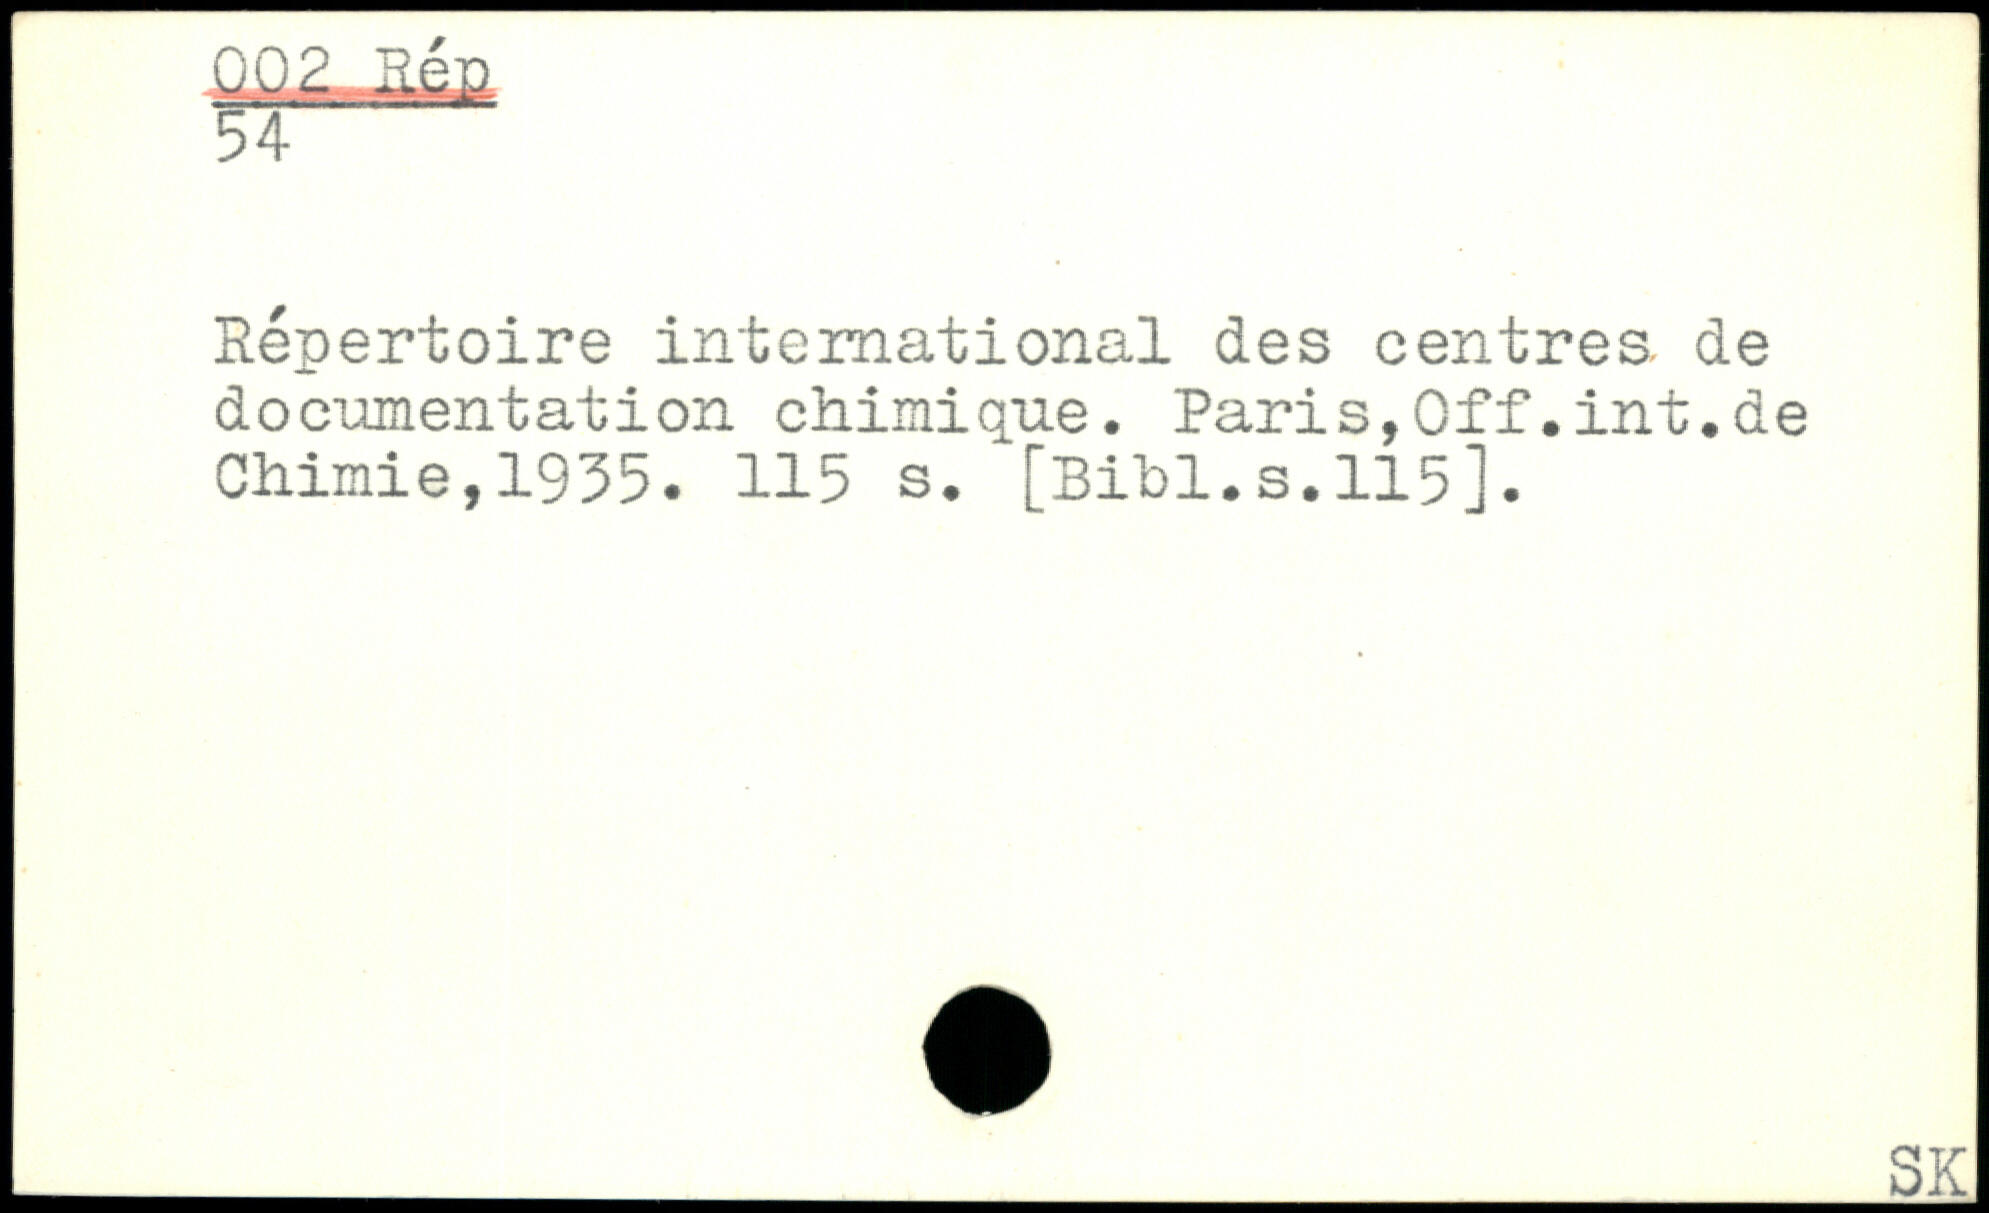 002 Rép
54
Répertoire international des centres de
documentation chimique. Paris,Off.int.de
Chimie,1935. 115 s. [Bibl.s.115].
SK